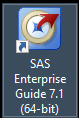 SAS
Enterprise
Guide 7.1
(64-bit)